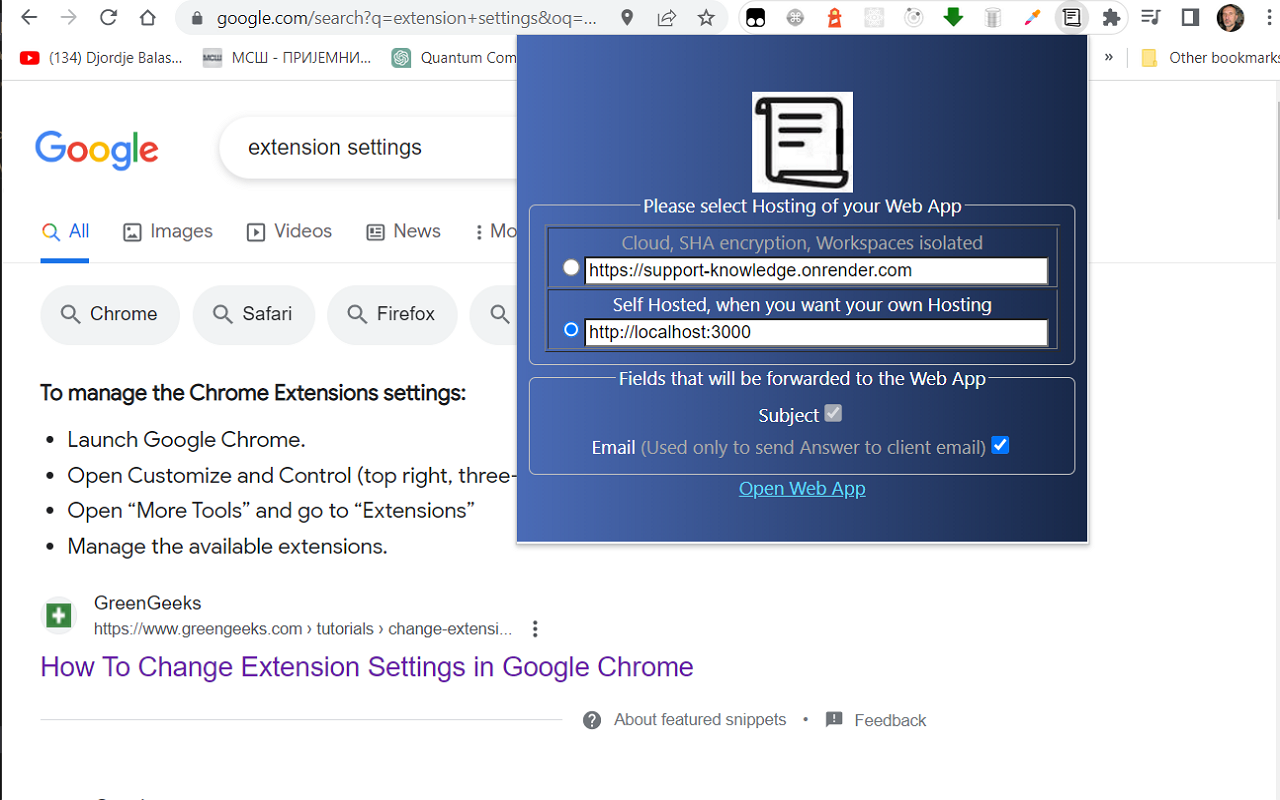 google.com/search?q=extension+settings&oq=...
(134) Djordje Balas...
МСШ - ПРИЈЕМНИ...
Quantum Com
»
Other bookmarks
Google
extension settings
All
Images
Videos
News
Mo
Chrome
Safari
Firefox
To manage the Chrome Extensions settings:
• Launch Google Chrome.
• Open Customize and Control (top right, three-
• Open “More Tools” and go to “Extensions”
• Manage the available extensions.
GreenGeeks
https://www.greengeeks.com › tutorials › change-extensi...
How To Change Extension Settings in Google Chrome
About featured snippets
•
Feedback
Please select Hosting of your Web App
Cloud, SHA encryption, Workspaces isolated
https://support-knowledge.onrender.com
Self Hosted, when you want your own Hosting
http://localhost:3000
Fields that will be forwarded to the Web App
Subject
Email (Used only to send Answer to client email)
Open Web App